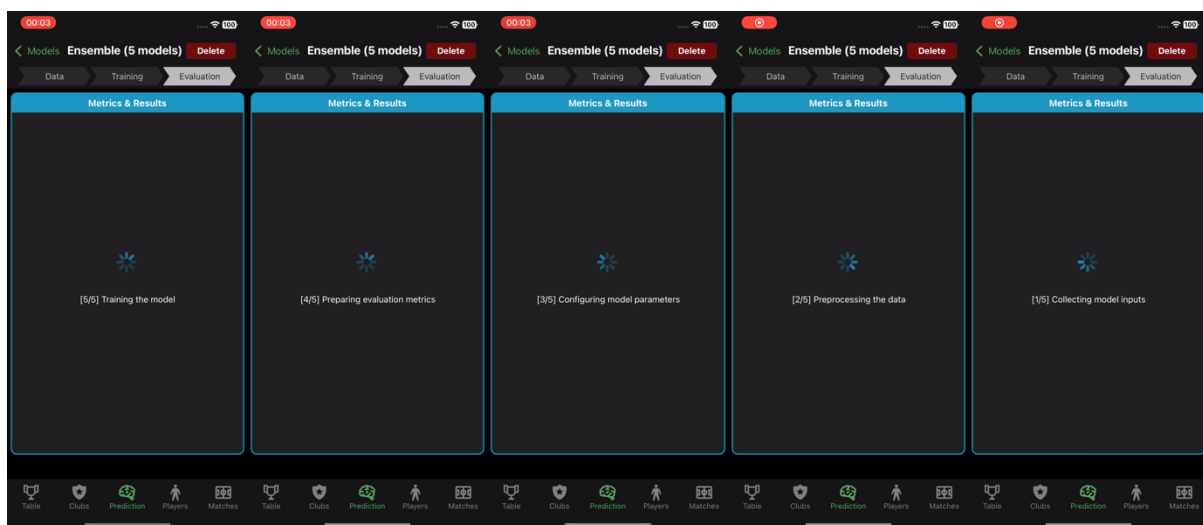 00:03
100
Models Ensemble (5 models) Delete
Data Training Evaluation
Metrics & Results
[5/5] Training the model
Table Clubs Prediction Players Matches
00:03
100
Models Ensemble (5 models) Delete
Data Training Evaluation
Metrics & Results
[4/5] Preparing evaluation metrics
Table Clubs Prediction Players Matches
00:03
100
Models Ensemble (5 models) Delete
Data Training Evaluation
Metrics & Results
[3/5] Configuring model parameters
Table Clubs Prediction Players Matches
100
Models Ensemble (5 models) Delete
Data Training Evaluation
Metrics & Results
[2/5] Preprocessing the data
Table Clubs Prediction Players Matches
100
Models Ensemble (5 models) Delete
Data Training Evaluation
Metrics & Results
[1/5] Collecting model inputs
Table Clubs Prediction Players Matches